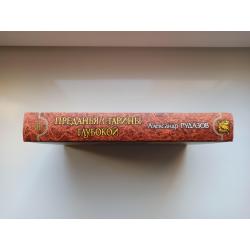 ПРЕДАНЬЯ СТАРИНЫ
ГЛУБОКОЙ
Александр РУДАЗОВ